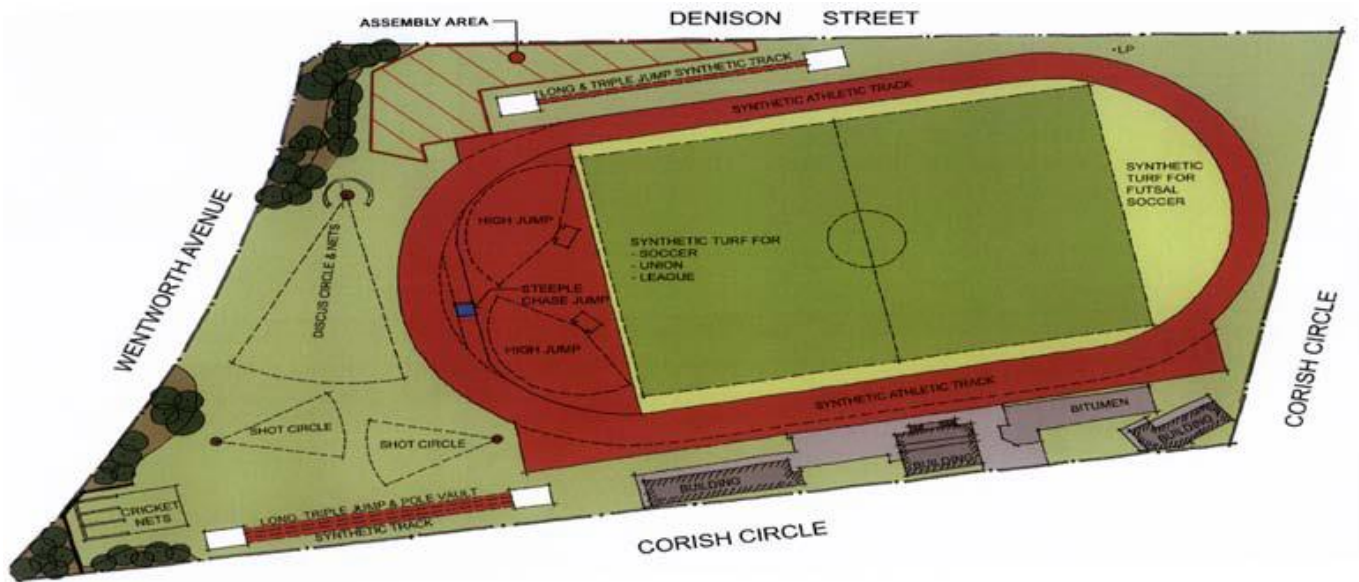 DENISON STREET
ASSEMBLY AREA
•LP
LONG & TRIPLE JUMP SYNTHETIC TRACK
SYNTHETIC ATHLETIC TRACK
SYNTHETIC
TURF FOR
FUTSAL
SOCCER
WENTWORTH AVENUE
HIGH JUMP
DISCUS CIRCLE & NETS
SYNTHETIC TURF FOR
- SOCCER
- UNION
- LEAGUE
STEEPLE
CHASE JUMP
HIGH JUMP
CORISH CIRCLE
SYNTHETIC ATHLETIC TRACK
BITUMEN
SHOT CIRCLE
SHOT CIRCLE
BUILDING
BUILDING
BUILDING
CRICKET
NETS
LONG, TRIPLE JUMP & POLE VAULT
SYNTHETIC TRACK
CORISH CIRCLE